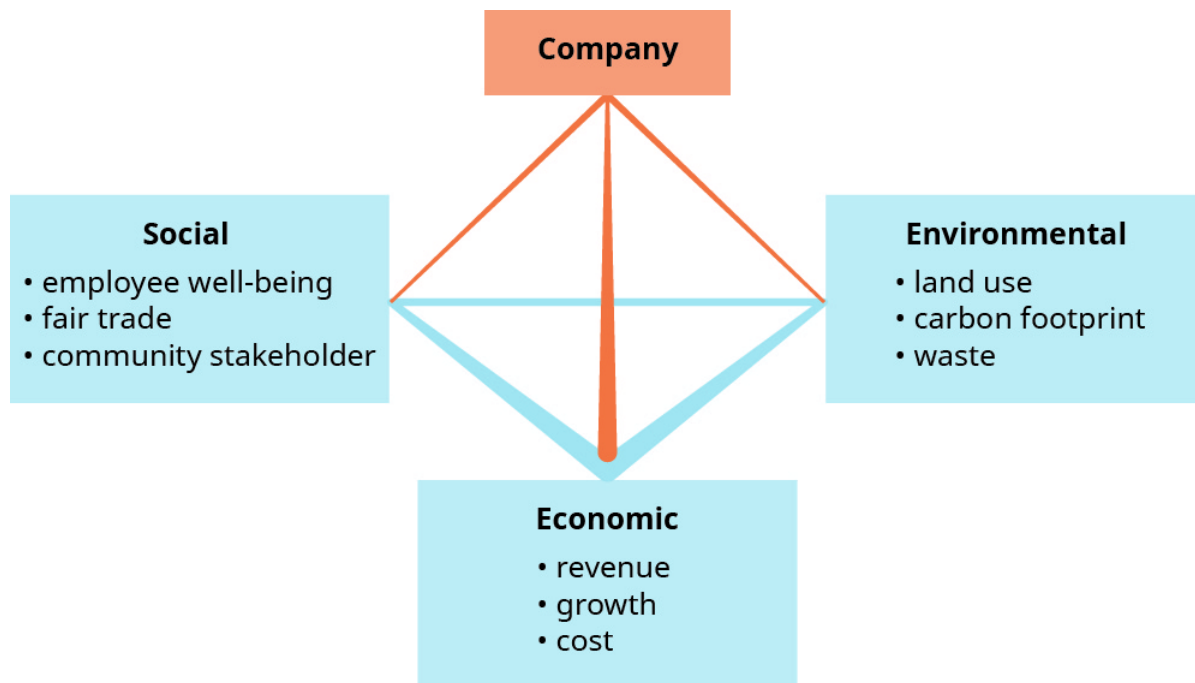 Company
Social
• employee well-being
• fair trade
• community stakeholder
Environmental
• land use
• carbon footprint
• waste
Economic
• revenue
• growth
• cost